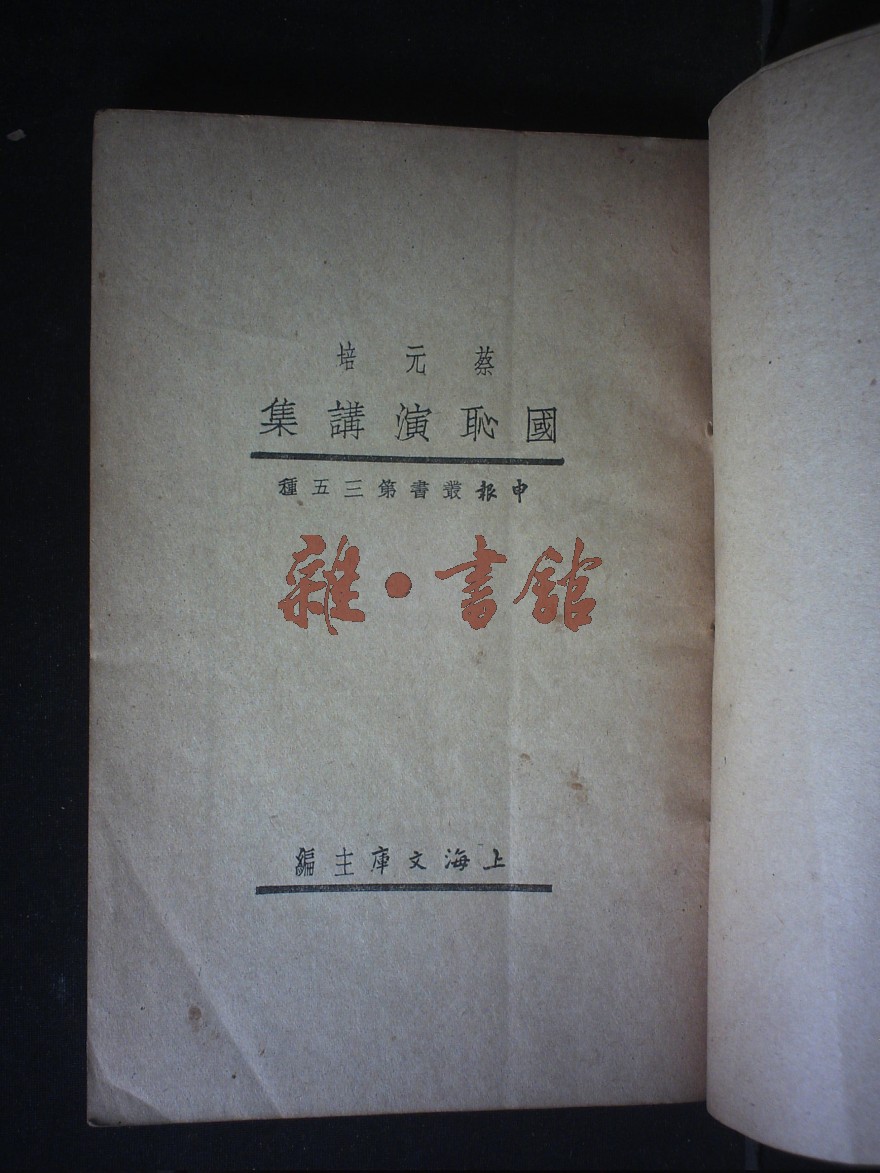 蔡元培
國恥演講集
申報叢書第三五種
雜·書館
上海文庫主編